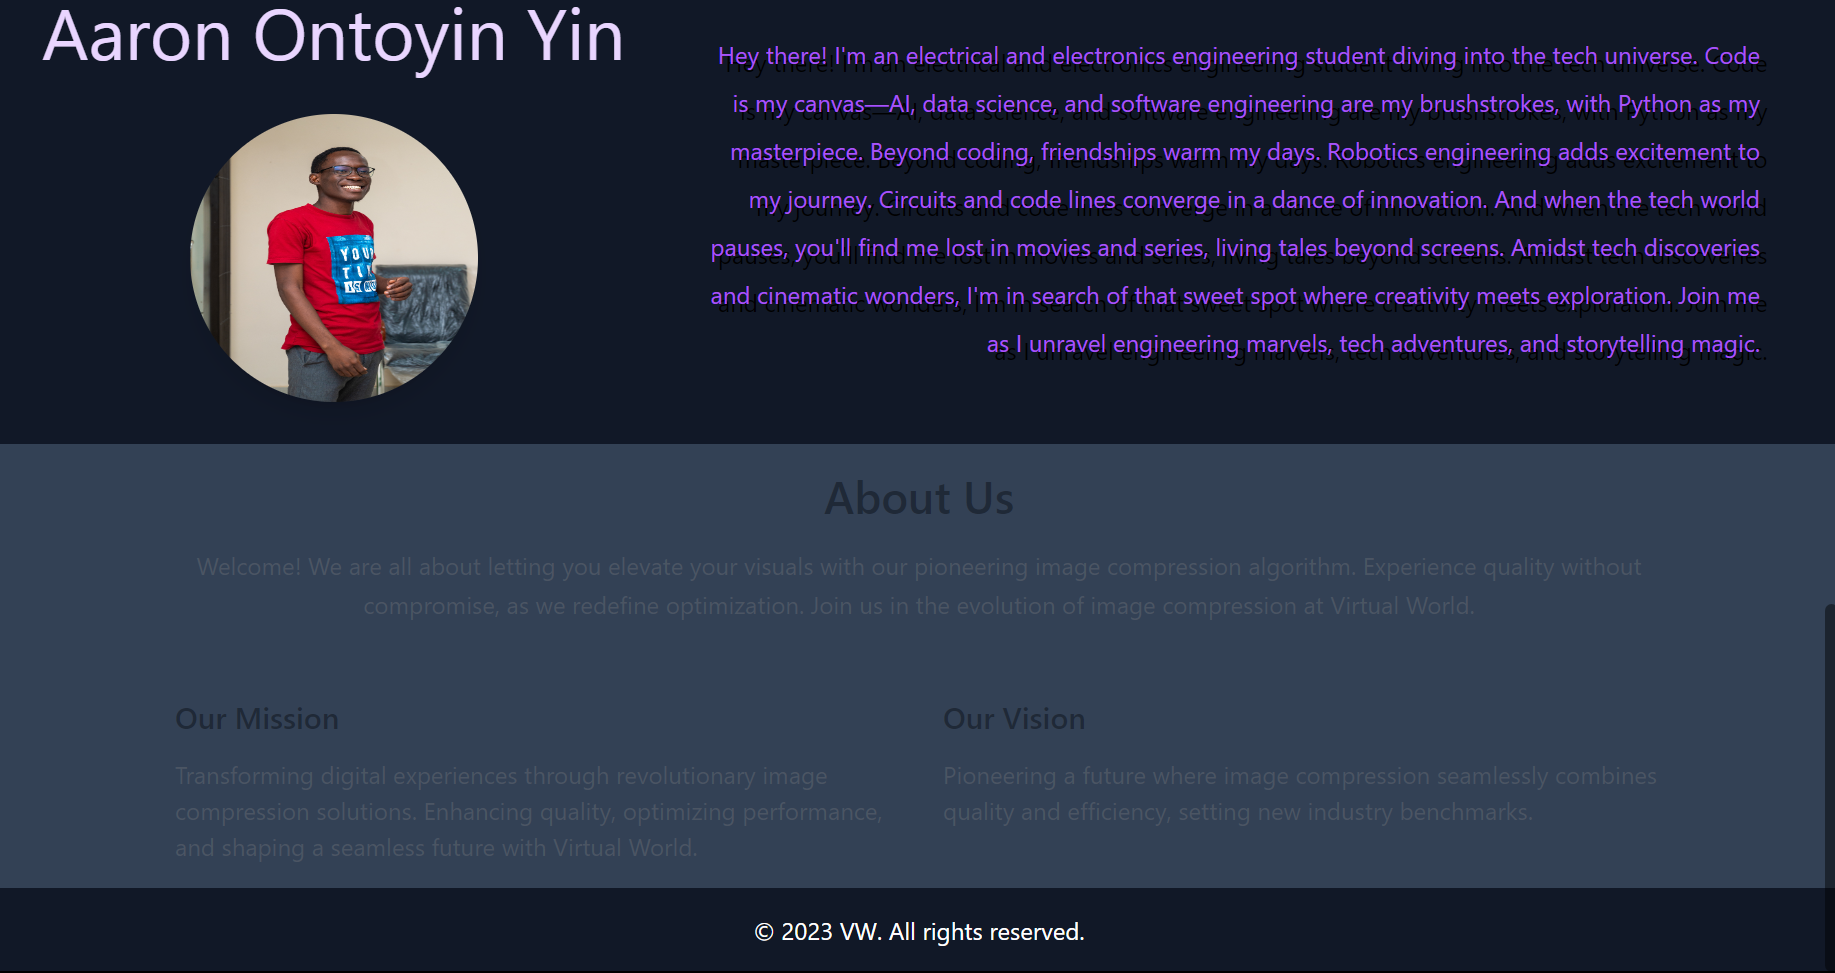 Aaron Ontoyin Yin
Hey there! I'm an electrical and electronics engineering student diving into the tech universe. Code
is my canvas—AI, data science, and software engineering are my brushstrokes, with Python as my
masterpiece. Beyond coding, friendships warm my days. Robotics engineering adds excitement to
my journey. Circuits and code lines converge in a dance of innovation. And when the tech world
pauses, you'll find me lost in movies and series, living tales beyond screens. Amidst tech discoveries
and cinematic wonders, I'm in search of that sweet spot where creativity meets exploration. Join me
as I unravel engineering marvels, tech adventures, and storytelling magic.
YOUR
About Us
Welcome! We are all about letting you elevate your visuals with our pioneering image compression algorithm. Experience quality without
compromise, as we redefine optimization. Join us in the evolution of image compression at Virtual World.
Our Mission
Transforming digital experiences through revolutionary image
compression solutions. Enhancing quality, optimizing performance,
and shaping a seamless future with Virtual World.
Our Vision
Pioneering a future where image compression seamlessly combines
quality and efficiency, setting new industry benchmarks.
© 2023 VW. All rights reserved.